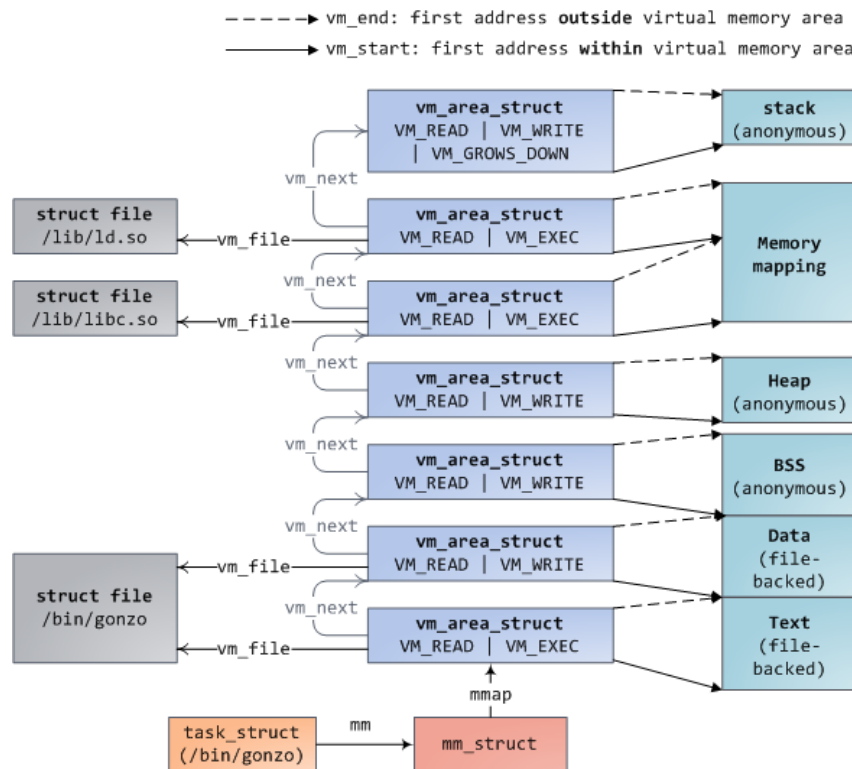 vm_end: first address outside virtual memory area
vm_start: first address within virtual memory area
vm_area_struct
VM_READ | VM_WRITE
| VM_GROWS_DOWN
stack
(anonymous)
vm_next
struct file
/lib/ld.so
vm_file
vm_area_struct
VM_READ | VM_EXEC
Memory
mapping
vm_next
struct file
/lib/libc.so
vm_file
vm_area_struct
VM_READ | VM_EXEC
vm_next
vm_area_struct
VM_READ | VM_WRITE
Heap
(anonymous)
vm_next
vm_area_struct
VM_READ | VM_WRITE
BSS
(anonymous)
vm_next
vm_area_struct
VM_READ | VM_WRITE
Data
(file-
backed)
vm_file
struct file
/bin/gonzo
vm_next
vm_file
vm_area_struct
VM_READ | VM_EXEC
Text
(file-
backed)
mmap
task_struct
(/bin/gonzo)
mm
mm_struct